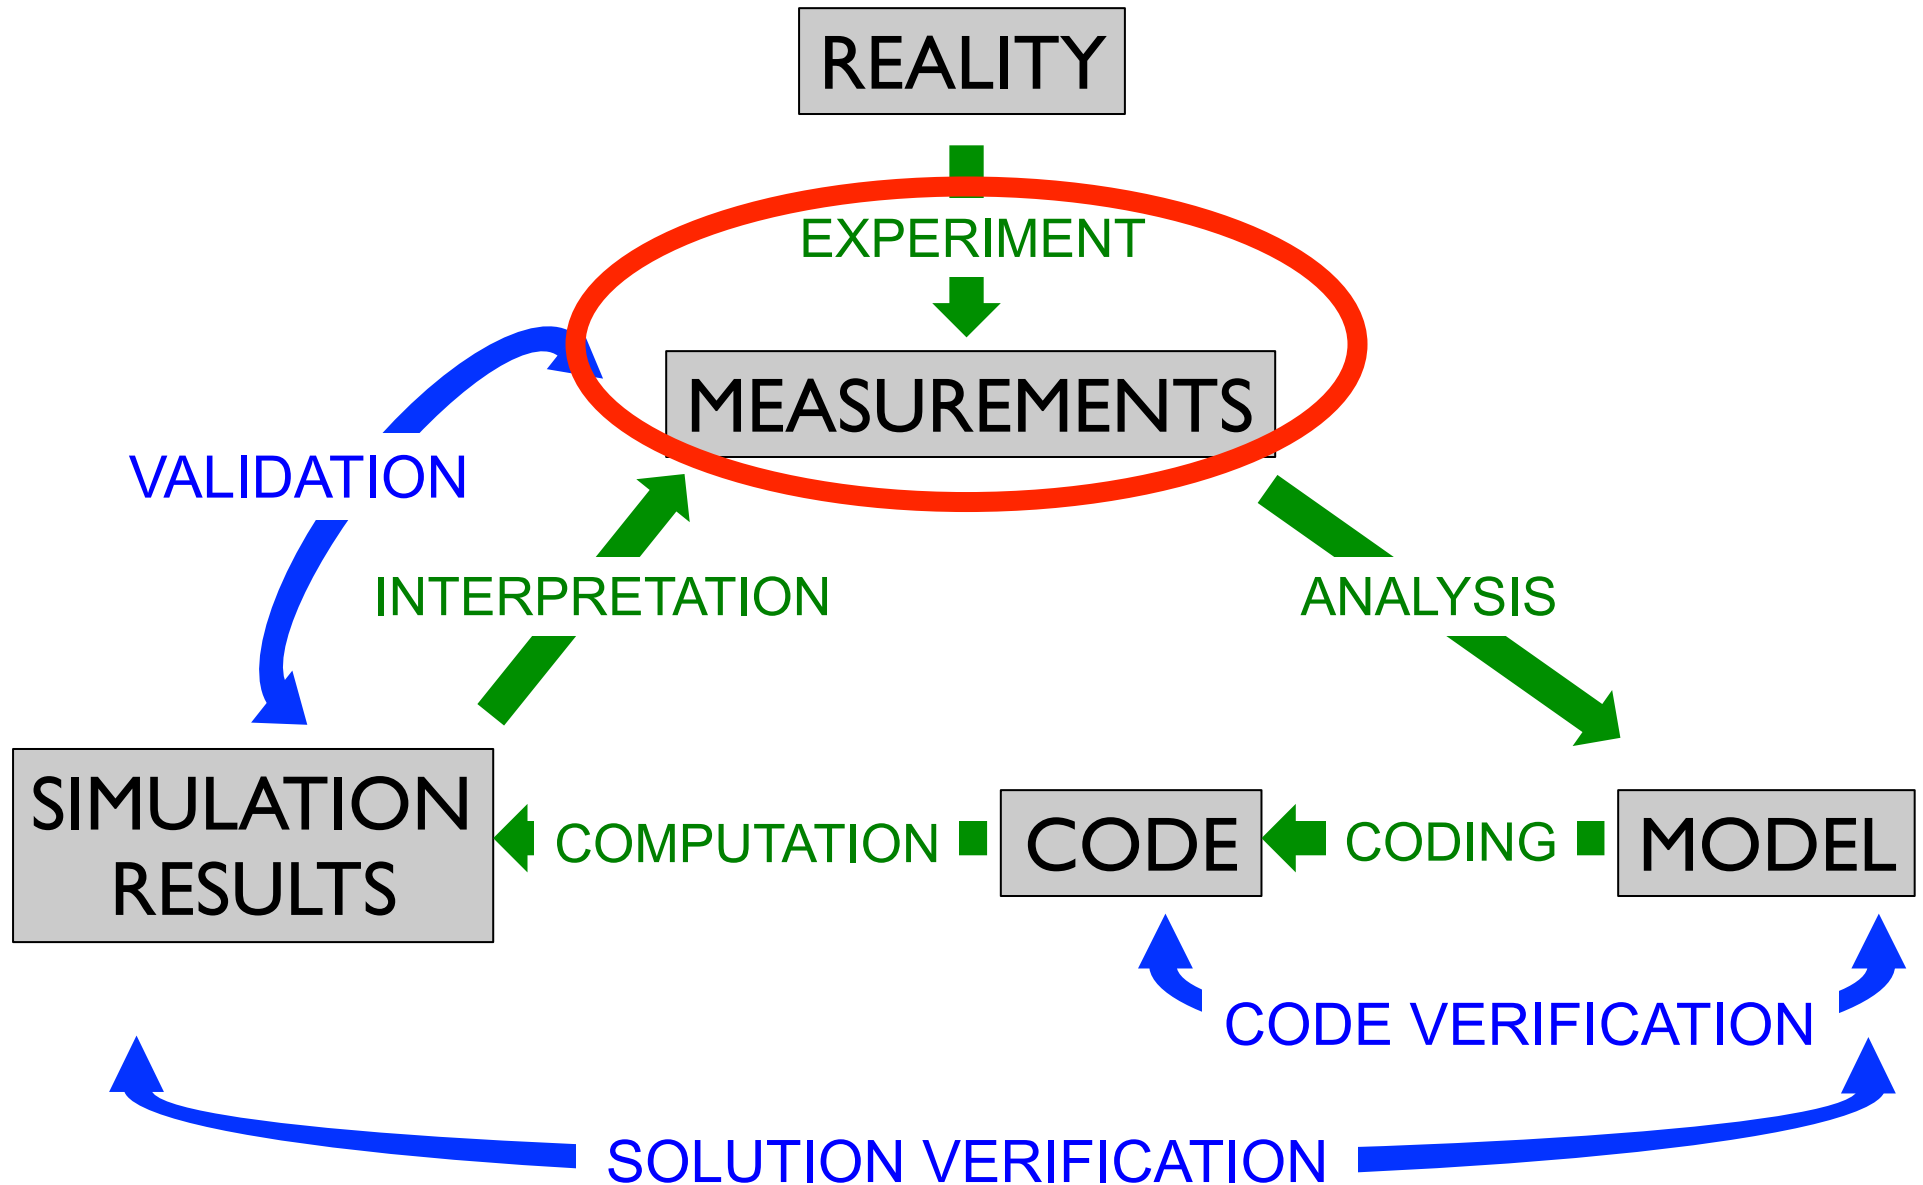 REALITY
EXPERIMENT
MEASUREMENTS
VALIDATION
INTERPRETATION
ANALYSIS
SIMULATION
RESULTS
COMPUTATION
CODE
CODING
MODEL
CODE VERIFICATION
SOLUTION VERIFICATION